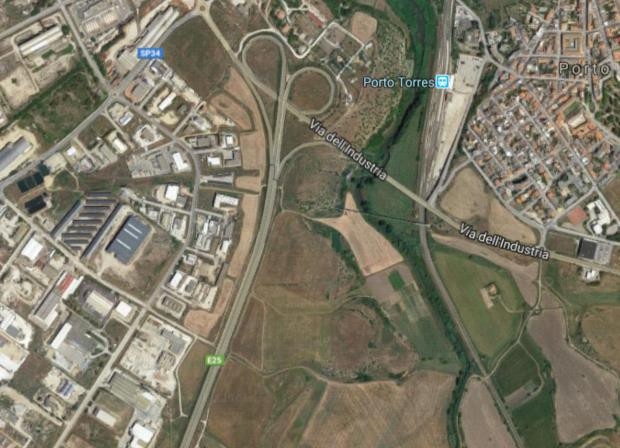 SP34
Porto Torres
Porto
Via dell'Industria
Via dell'Industria
E25